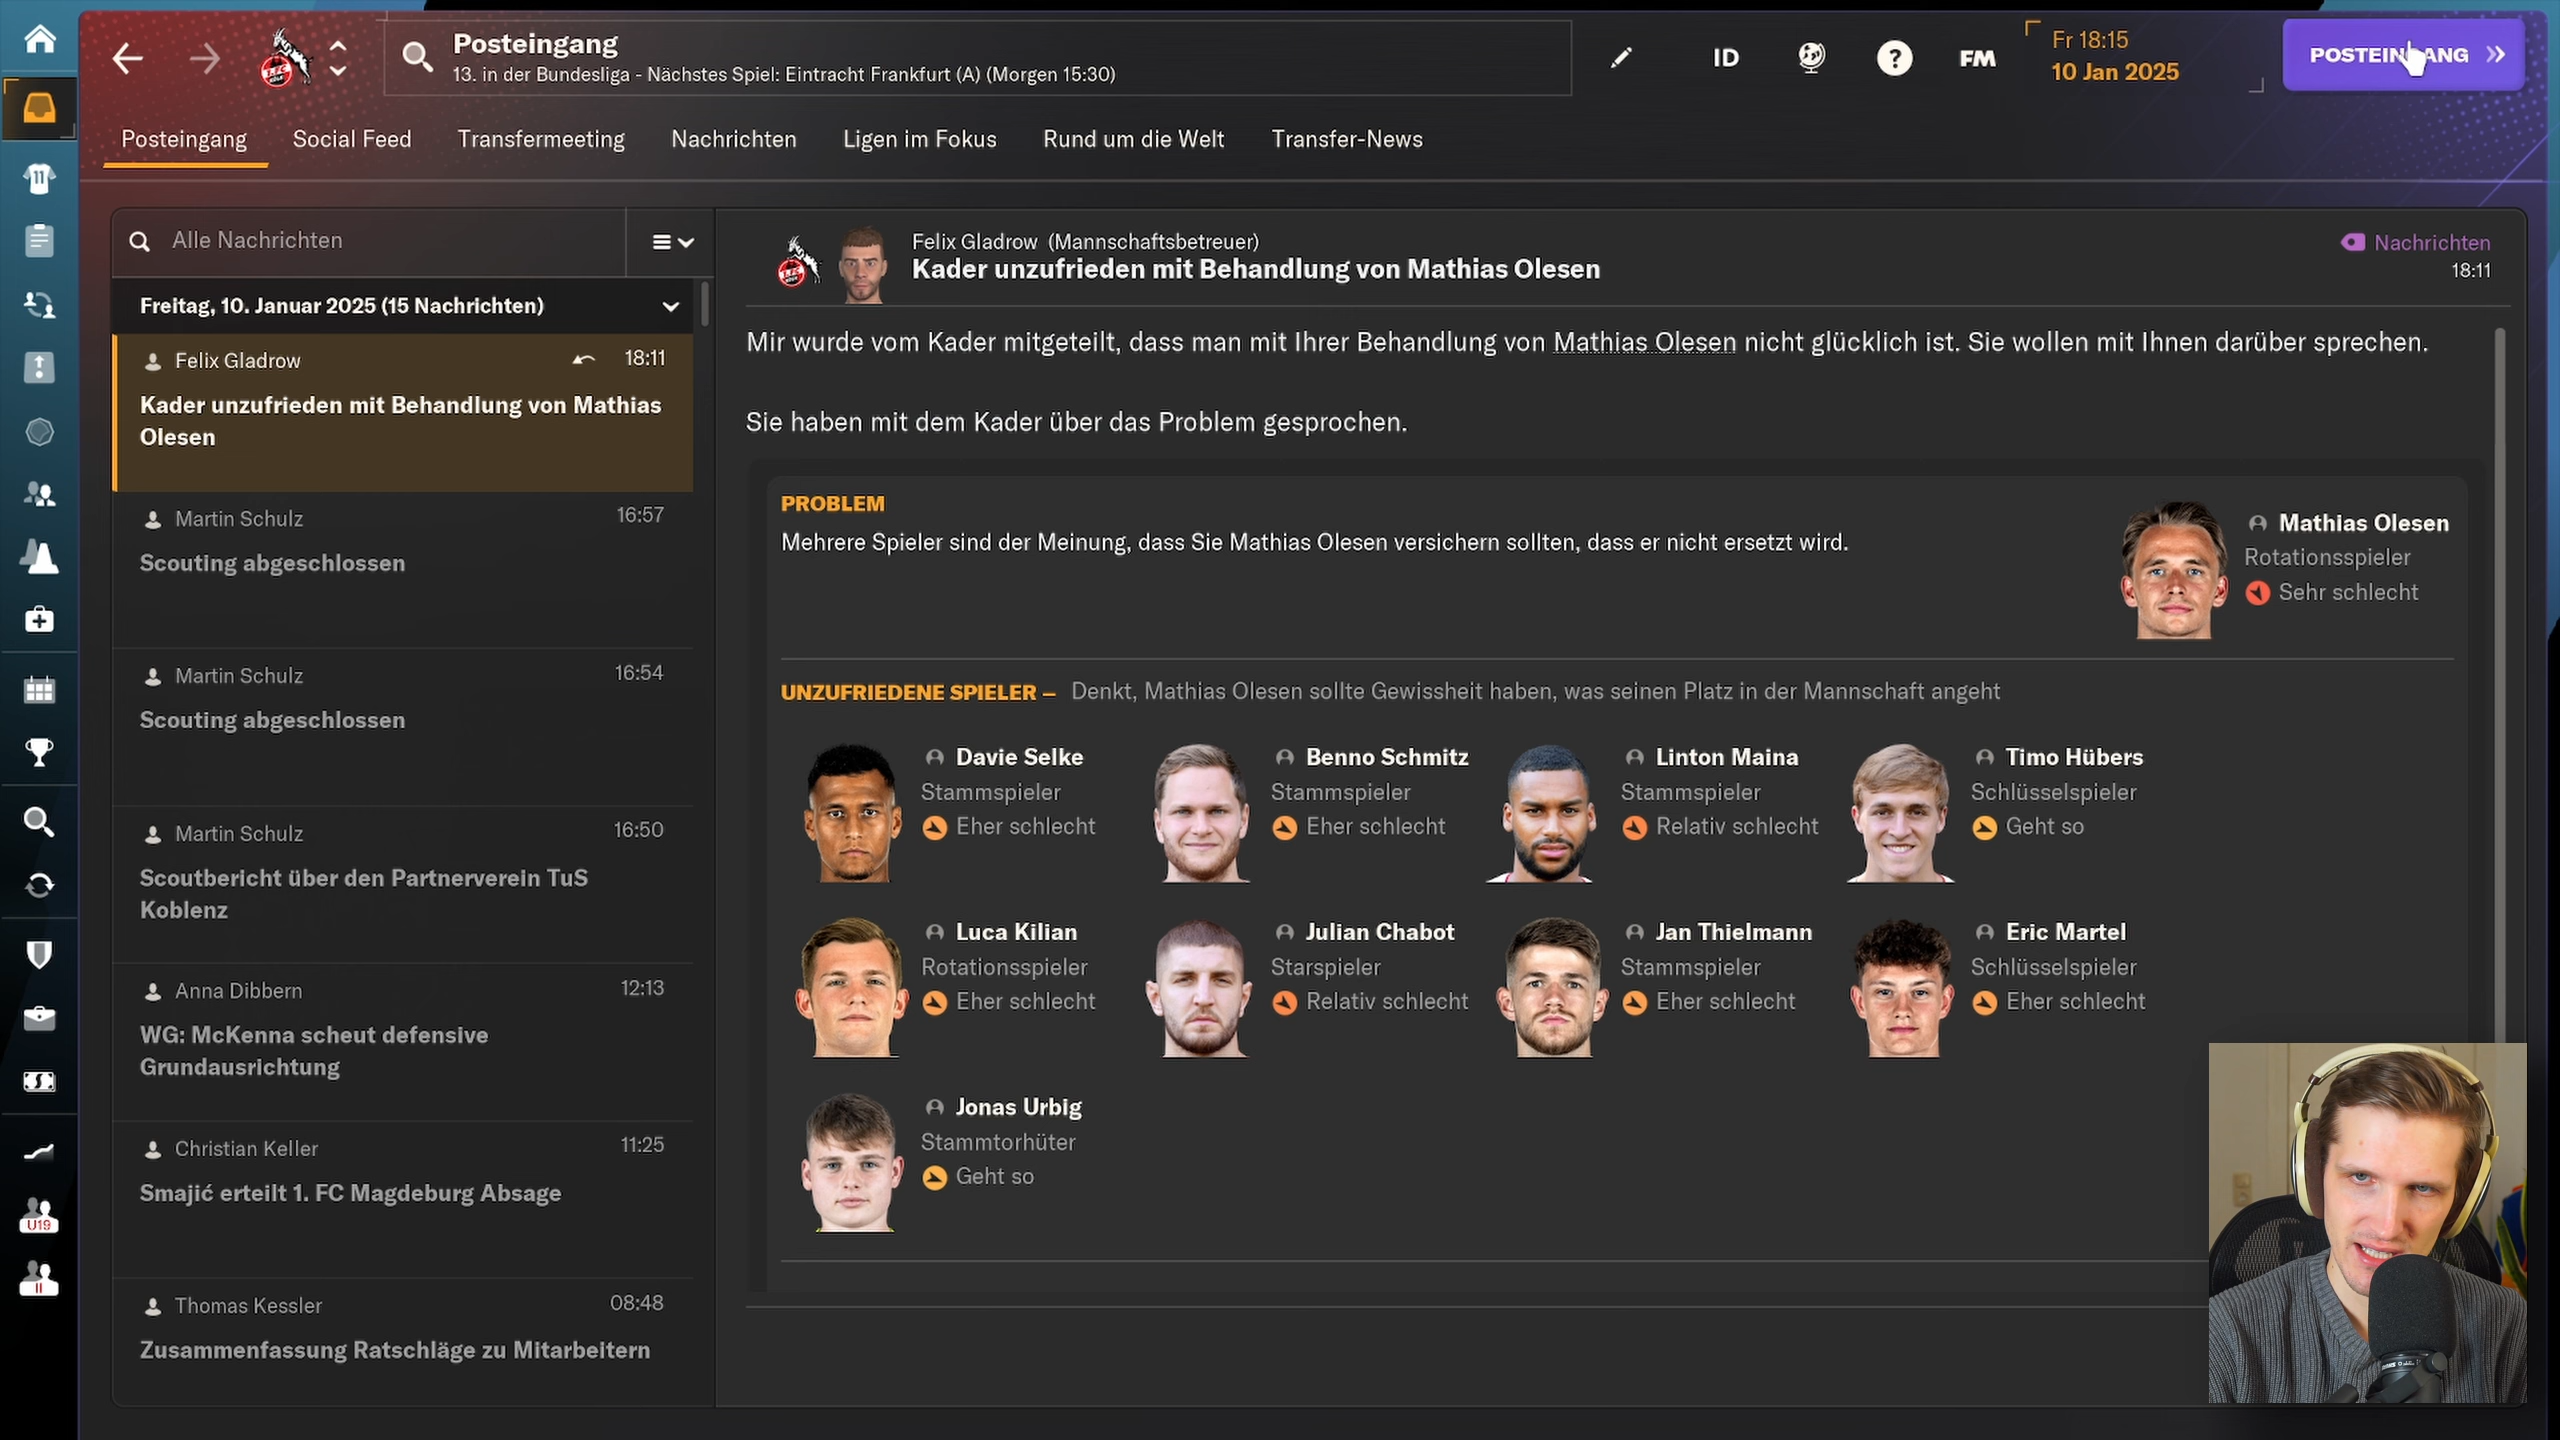 Posteingang
13. in der Bundesliga - Nächstes Spiel: Eintracht Frankfurt (A) (Morgen 15:30)
ID
FM
Fr 18:15
10 Jan 2025
Posteingang
Social Feed
Transfermeeting
Nachrichten
Ligen im Fokus
Rund um die Welt
Transfer-News
Alle Nachrichten
Freitag, 10. Januar 2025 (15 Nachrichten)
Felix Gladrow
18:11
Kader unzufrieden mit Behandlung von Mathias
Olesen
Martin Schulz
16:57
Scouting abgeschlossen
Martin Schulz
16:54
Scouting abgeschlossen
Martin Schulz
16:50
Scoutbericht über den Partnerverein TuS
Koblenz
Anna Dibbern
12:13
WG: McKenna scheut defensive
Grundausrichtung
Christian Keller
11:25
Smajić erteilt 1. FC Magdeburg Absage
Thomas Kessler
08:48
Zusammenfassung Ratschläge zu Mitarbeitern
Felix Gladrow (Mannschaftsbetreuer)
Kader unzufrieden mit Behandlung von Mathias Olesen
Nachrichten
18:11
Mir wurde vom Kader mitgeteilt, dass man mit Ihrer Behandlung von Mathias Olesen nicht glücklich ist. Sie wollen mit Ihnen darüber sprechen.
Sie haben mit dem Kader über das Problem gesprochen.
PROBLEM
Mehrere Spieler sind der Meinung, dass Sie Mathias Olesen versichern sollten, dass er nicht ersetzt wird.
Mathias Olesen
Rotationsspieler
Sehr schlecht
UNZUFRIEDENE SPIELER – Denkt, Mathias Olesen sollte Gewissheit haben, was seinen Platz in der Mannschaft angeht
Davie Selke
Stammspieler
Eher schlecht
Benno Schmitz
Stammspieler
Eher schlecht
Linton Maina
Stammspieler
Relativ schlecht
Timo Hübers
Schlüsselspieler
Geht so
Luca Kilian
Rotationsspieler
Eher schlecht
Julian Chabot
Starspieler
Relativ schlecht
Jan Thielmann
Stammspieler
Eher schlecht
Eric Martel
Schlüsselspieler
Eher schlecht
Jonas Urbig
Stammtorhüter
Geht so
11
U19
II